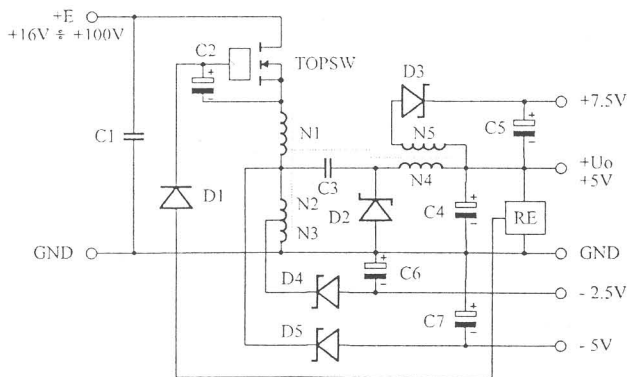 +E
+16V ÷ +100V
C2
TOPSW
D3
+7.5V
C1
N1
N5
C5
+Uo
+5V
C3
N4
D1
N2
D2
C4
RE
N3
GND
GND
C6
D4
- 2.5V
C7
D5
- 5V